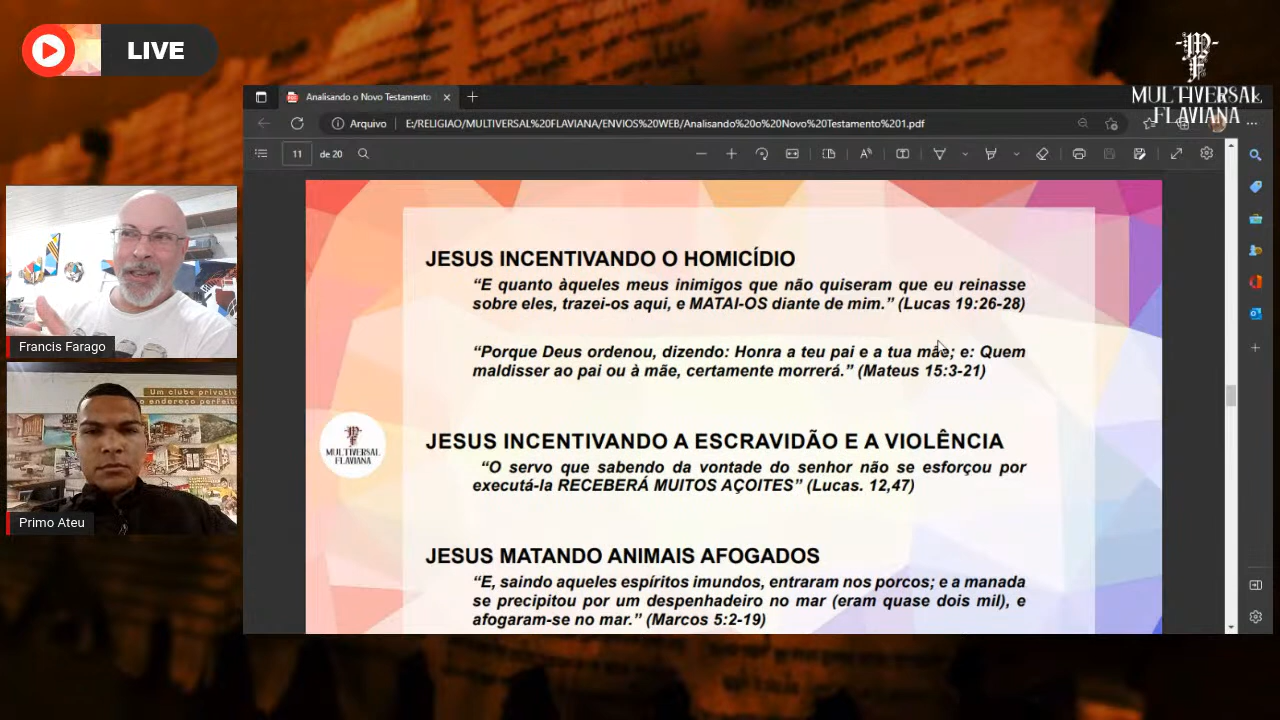 LIVE
MULTIVERSAL
FLAVIANA
Analisando o Novo Testamento
Arquivo
E:/RELIGIAO/MULTIVERSAL%20FLAVIANA/ENVIOS%20WEB/Analisando%20o%20Novo%20Testamento%201.pdf
11 de 20
JESUS INCENTIVANDO O HOMICÍDIO
“E quanto àqueles meus inimigos que não quiseram que eu reinasse
sobre eles, trazei-os aqui, e MATAI-OS diante de mim.” (Lucas 19:26-28)
“Porque Deus ordenou, dizendo: Honra a teu pai e a tua mãe; e: Quem
maldisser ao pai ou à mãe, certamente morrerá.” (Mateus 15:3-21)
MULTIVERSAL
FLAVIANA
JESUS INCENTIVANDO A ESCRAVIDÃO E A VIOLÊNCIA
“O servo que sabendo da vontade do senhor não se esforçou por
executá-la RECEBERÁ MUITOS AÇOITES” (Lucas. 12,47)
JESUS MATANDO ANIMAIS AFOGADOS
“E, saindo aqueles espíritos imundos, entraram nos porcos; e a manada
se precipitou por um despenhadeiro no mar (eram quase dois mil), e
afogaram-se no mar.” (Marcos 5:2-19)
Francis Farago
Um clube privativ
o endereço perfeito
Primo Ateu